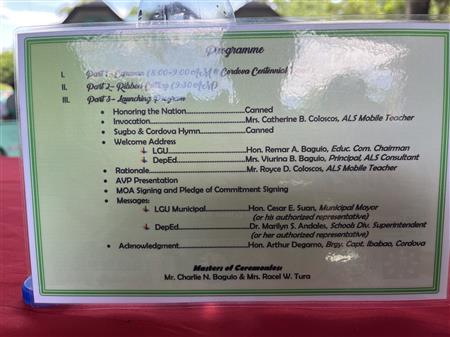 Programme
I. Part 1- Caravan (8:00-9:00 AM @ Cordova Centennial
II. Part 2- Ribbon Cutting (9:30 AM)
III. Part 3- Launching Program
• Honoring the Nation..................Canned
• Invocation..................Mrs. Catherine B. Coloscos, ALS Mobile Teacher
• Sugbo & Cordova Hymn..................Canned
• Welcome Address
LGU..................Hon. Remar A. Baguio, Educ. Com. Chairman
DepEd..................Mrs. Viurina B. Baguio, Principal, ALS Consultant
• Rationale..................Mr. Royce D. Coloscos, ALS Mobile Teacher
• AVP Presentation
• MOA Signing and Pledge of Commitment Signing
• Messages:
LGU Municipal..................Hon. Cesar E. Suan, Municipal Mayor
(or his authorized representative)
DepEd..................Dr. Marilyn S. Andales, Schools Div. Superintendent
(or her authorized representative)
• Acknowledgment..................Hon. Arthur Degamo, Brgy. Capt. Ibabao, Cordova
Masters of Ceremonies:
Mr. Charlie N. Baguio & Mrs. Racel W. Tura